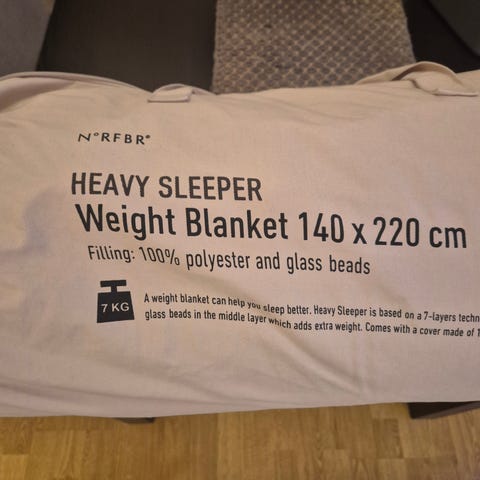 N°RFBR®
HEAVY SLEEPER
Weight Blanket 140 x 220 cm
Filling: 100% polyester and glass beads
7 KG
A weight blanket can help you sleep better. Heavy Sleeper is based on a 7-layers techn
glass beads in the middle layer which adds extra weight. Comes with a cover made of 1